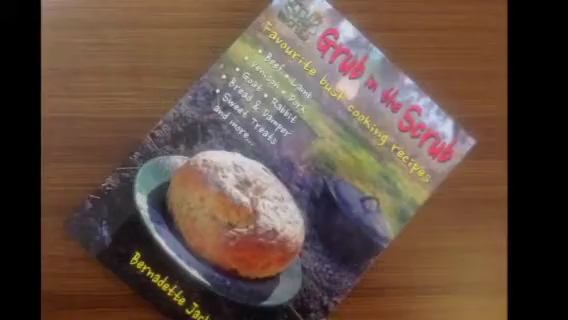 Grub in the Scrub
Favourite bush cooking recipes
• Beef • Lamb
• Venison • Pork
• Goat • Rabbit
• Bread & Damper
• Sweet Treats
and more...
Bernadette